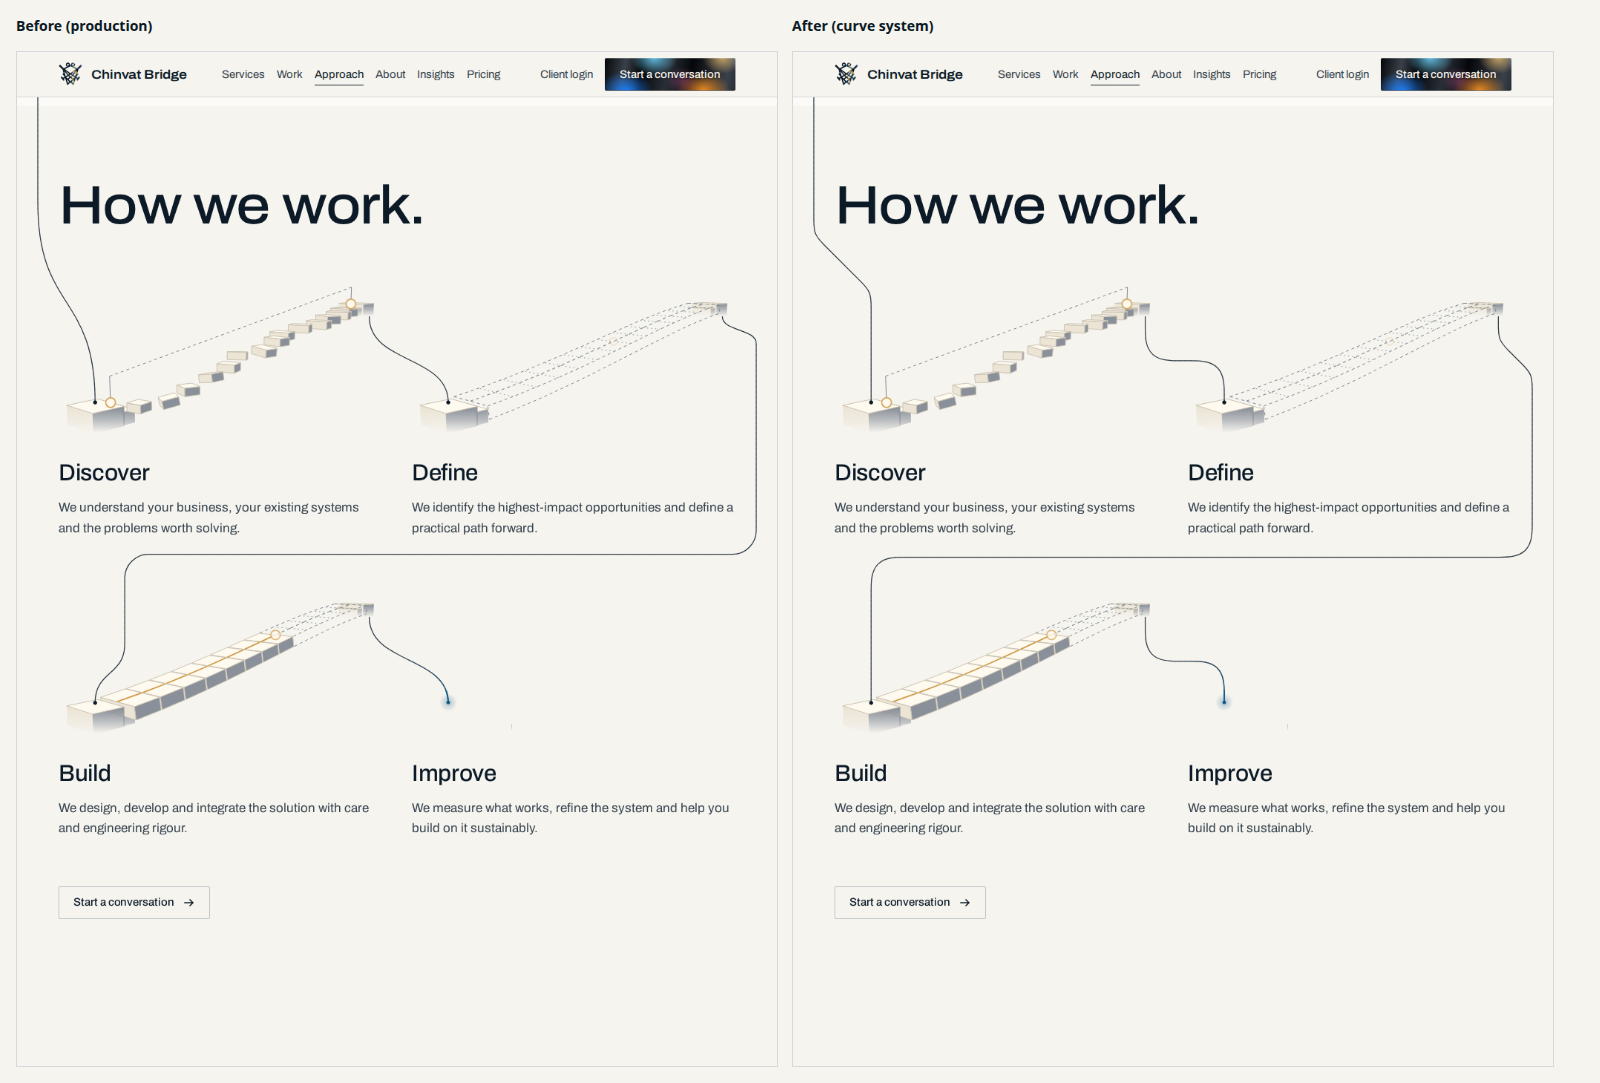 Before (production)
Chinvat Bridge Services Work Approach About Insights Pricing Client login Start a conversation
How we work.
Discover
We understand your business, your existing systems
and the problems worth solving.
Define
We identify the highest-impact opportunities and define a
practical path forward.
Build
We design, develop and integrate the solution with care
and engineering rigour.
Improve
We measure what works, refine the system and help you
build on it sustainably.
Start a conversation →
After (curve system)
Chinvat Bridge Services Work Approach About Insights Pricing Client login Start a conversation
How we work.
Discover
We understand your business, your existing systems
and the problems worth solving.
Define
We identify the highest-impact opportunities and define a
practical path forward.
Build
We design, develop and integrate the solution with care
and engineering rigour.
Improve
We measure what works, refine the system and help you
build on it sustainably.
Start a conversation →